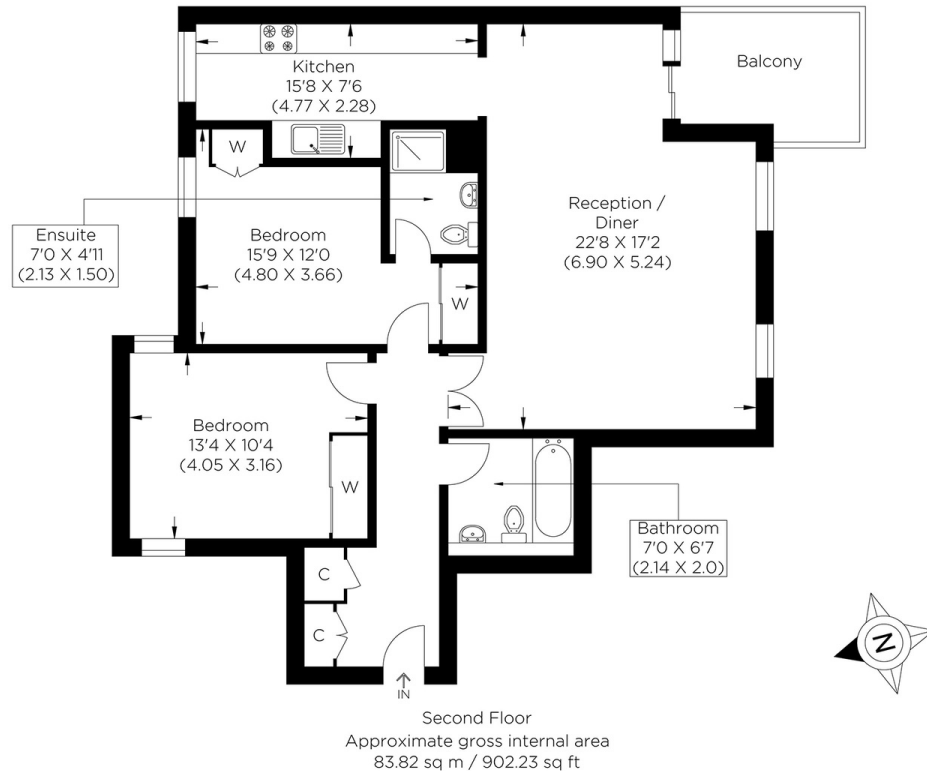 Kitchen
15'8 X 7'6
(4.77 X 2.28)
Balcony
W
Ensuite
7'0 X 4'11
(2.13 X 1.50)
Bedroom
15'9 X 12'0
(4.80 X 3.66)
W
Reception /
Diner
22'8 X 17'2
(6.90 X 5.24)
Bedroom
13'4 X 10'4
(4.05 X 3.16)
W
Bathroom
7'0 X 6'7
(2.14 X 2.0)
C
C
IN
N
Second Floor
Approximate gross internal area
83.82 sq m / 902.23 sq ft